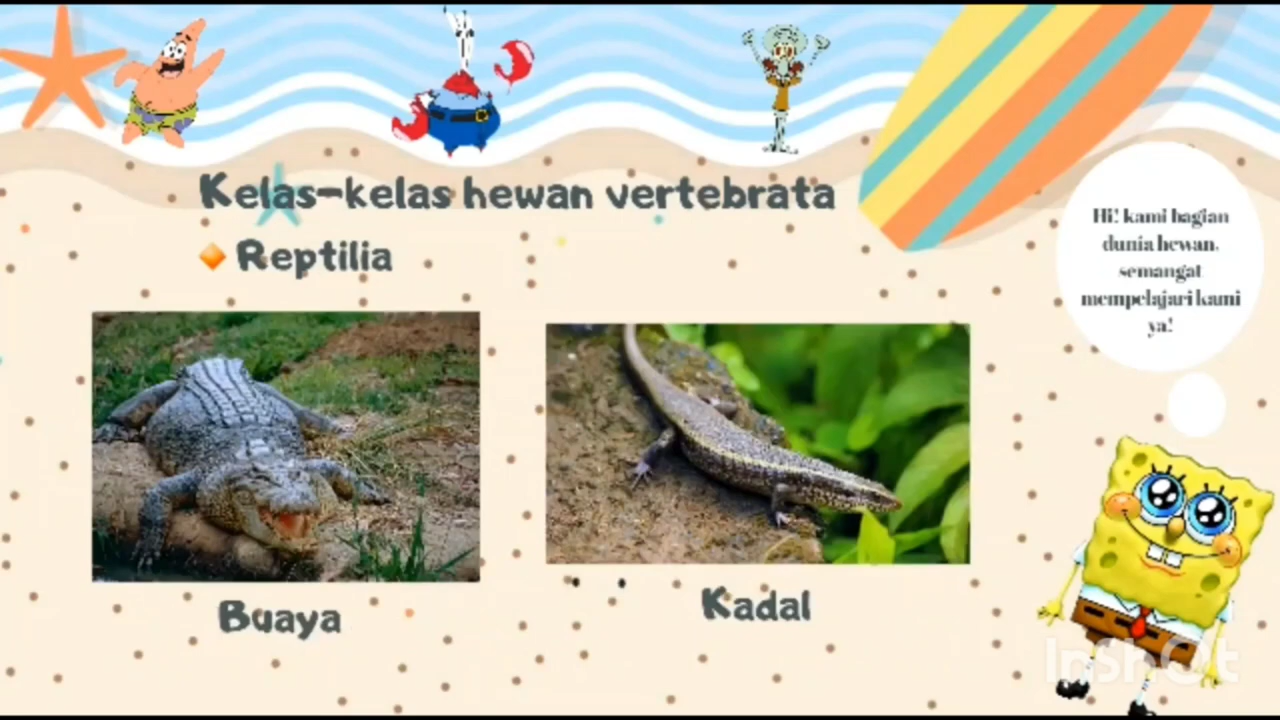 Kelas-kelas hewan vertebrata
Reptilia
Hi! kami bagian
dunia hewan,
semangat
mempelajari kami
ya!
Buaya
Kadal
InShOt